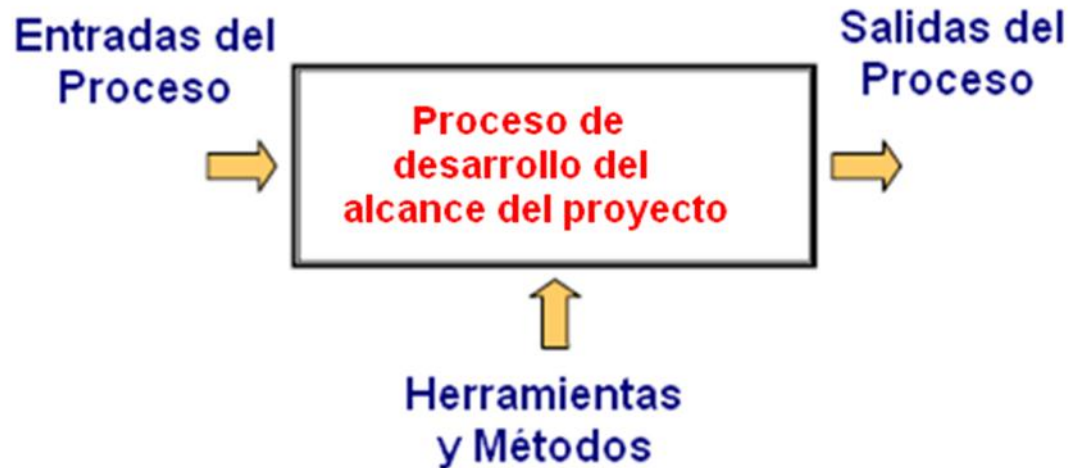 Entradas del
Proceso
Salidas del
Proceso
Proceso de
desarrollo del
alcance del proyecto
Herramientas
y Métodos